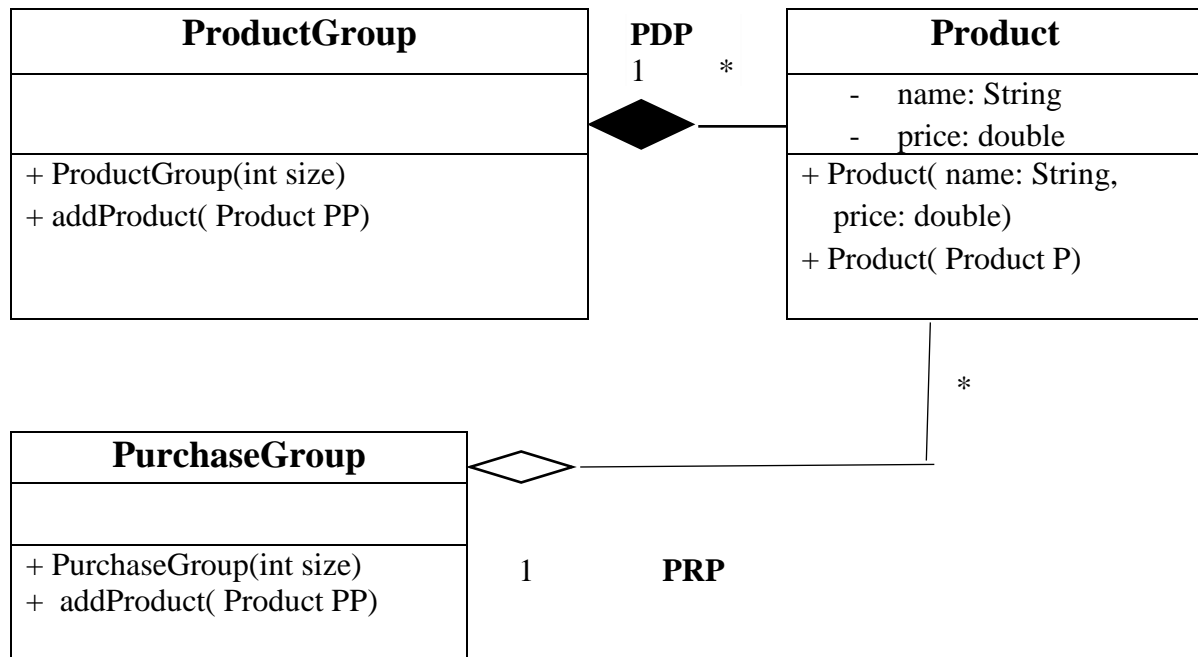 ProductGroup
+ ProductGroup(int size)
+ addProduct( Product PP)
PDP
1 *
Product
- name: String
- price: double
+ Product( name: String,
price: double)
+ Product( Product P)
*
PurchaseGroup
+ PurchaseGroup(int size)
+ addProduct( Product PP)
1 PRP